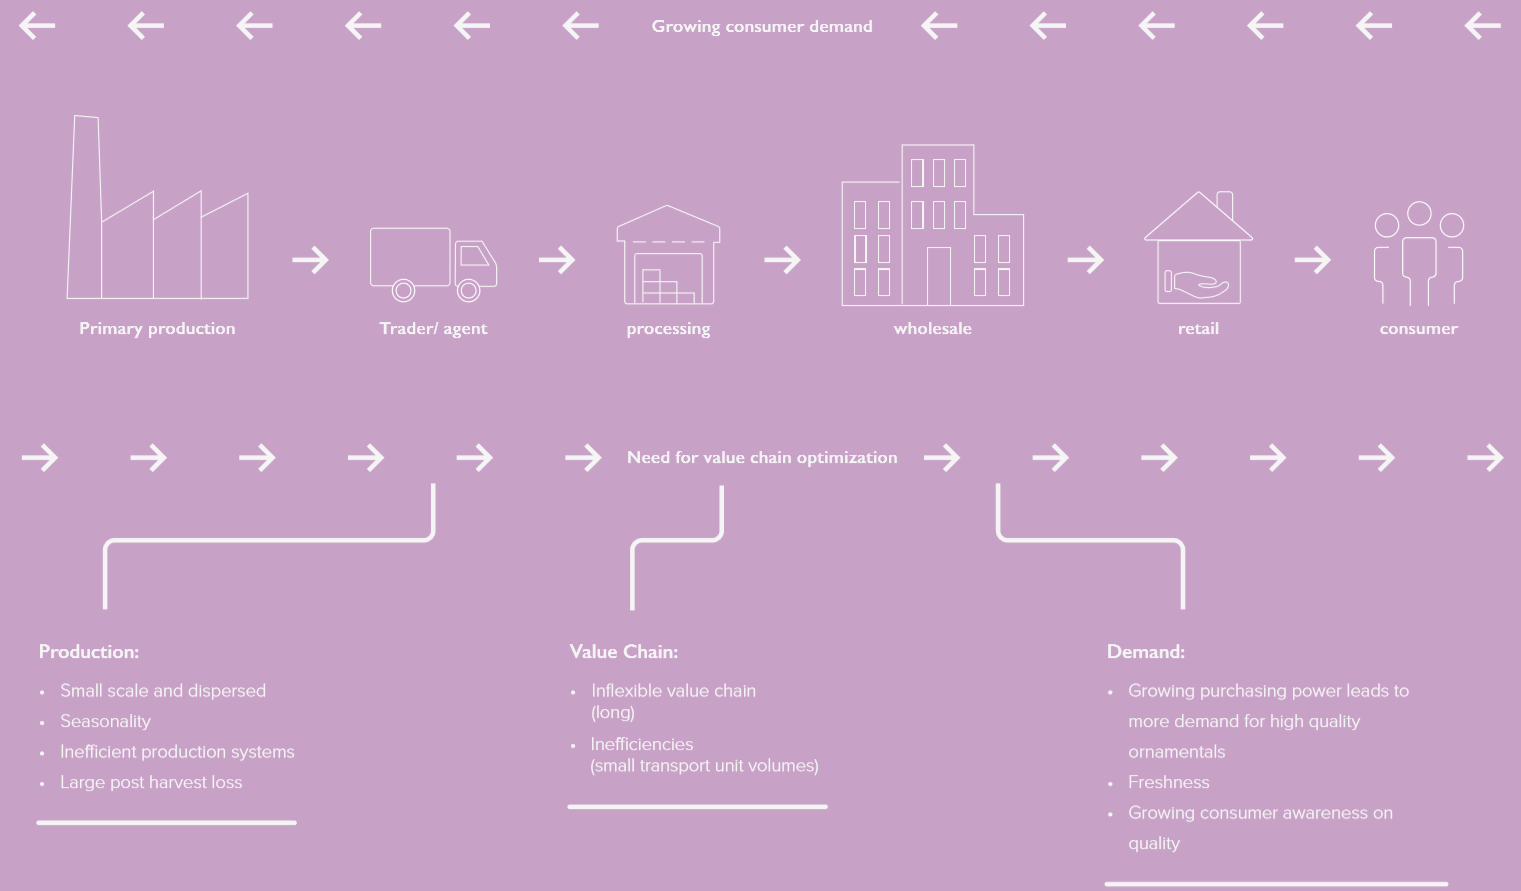 Growing consumer demand
Primary production
Trader/ agent
processing
wholesale
retail
consumer
Need for value chain optimization
Production:
• Small scale and dispersed
• Seasonality
• Inefficient production systems
• Large post harvest loss
Value Chain:
• Inflexible value chain
(long)
• Inefficiencies
(small transport unit volumes)
Demand:
• Growing purchasing power leads to
more demand for high quality
ornamentals
• Freshness
• Growing consumer awareness on
quality